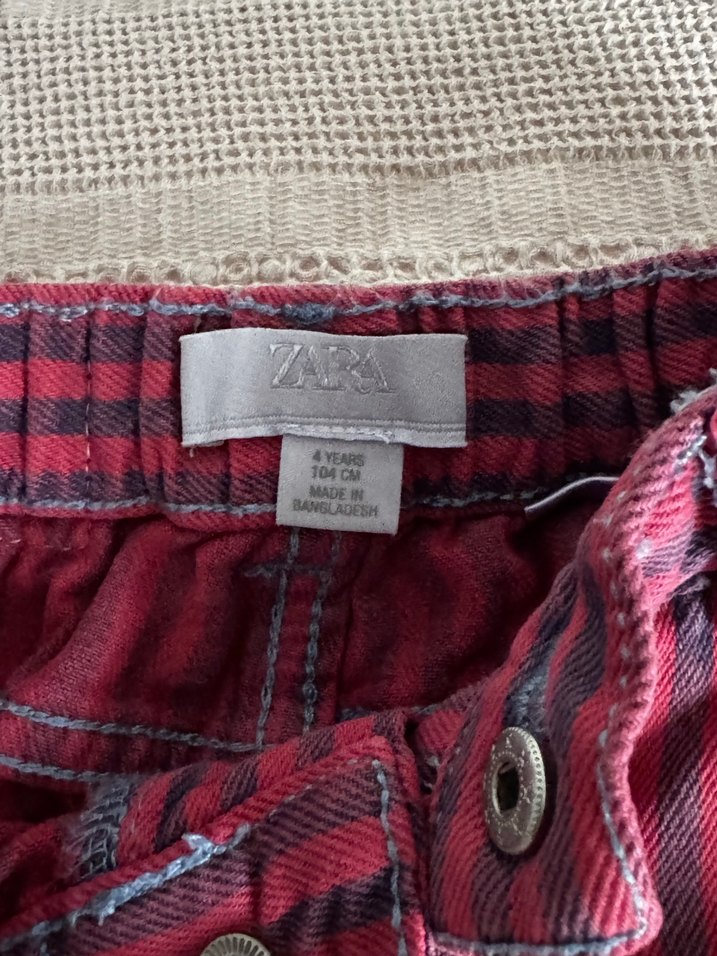 ZARA
4 YEARS
104 CM
MADE IN
BANGLADESH